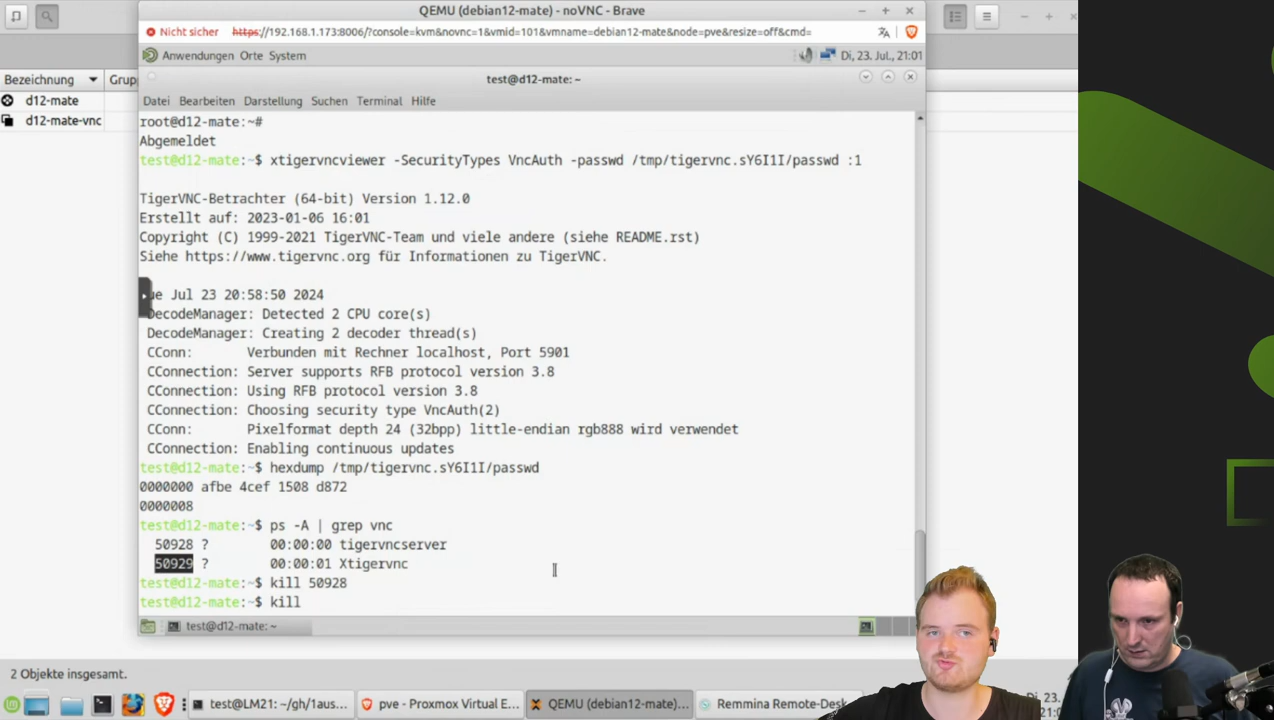 QEMU (debian12-mate) - noVNC - Brave
Nicht sicher https://192.168.1.173:8006/?console=kvm&novnc=1&vmid=101&vmname=debian12-mate&node=pve&resize=off&cmd=
Anwendungen Orte System Di, 23. Jul., 21:01
test@d12-mate: ~
Bezeichnung Grup
Datei Bearbeiten Darstellung Suchen Terminal Hilfe
d12-mate
d12-mate-vnc
root@d12-mate:~#
Abgemeldet
test@d12-mate:~$ xtigervncviewer -SecurityTypes VncAuth -passwd /tmp/tigervnc.sY6I1I/passwd :1
TigerVNC-Betrachter (64-bit) Version 1.12.0
Erstellt auf: 2023-01-06 16:01
Copyright (C) 1999-2021 TigerVNC-Team und viele andere (siehe README.rst)
Siehe https://www.tigervnc.org für Informationen zu TigerVNC.
ue Jul 23 20:58:50 2024
DecodeManager: Detected 2 CPU core(s)
DecodeManager: Creating 2 decoder thread(s)
CConn: Verbunden mit Rechner localhost, Port 5901
CConnection: Server supports RFB protocol version 3.8
CConnection: Using RFB protocol version 3.8
CConnection: Choosing security type VncAuth(2)
CConn: Pixelformat depth 24 (32bpp) little-endian rgb888 wird verwendet
CConnection: Enabling continuous updates
test@d12-mate:~$ hexdump /tmp/tigervnc.sY6I1I/passwd
0000000 afbe 4cef 1508 d872
0000008
test@d12-mate:~$ ps -A | grep vnc
50928 ? 00:00:00 tigervncserver
50929 ? 00:00:01 Xtigervnc
test@d12-mate:~$ kill 50928
test@d12-mate:~$ kill
test@d12-mate: ~
2 Objekte insgesamt.
test@LM21: ~/gh/1aus... pve - Proxmox Virtual E... QEMU (debian12-mate)... Remmina Remote-Desk Di, 23.